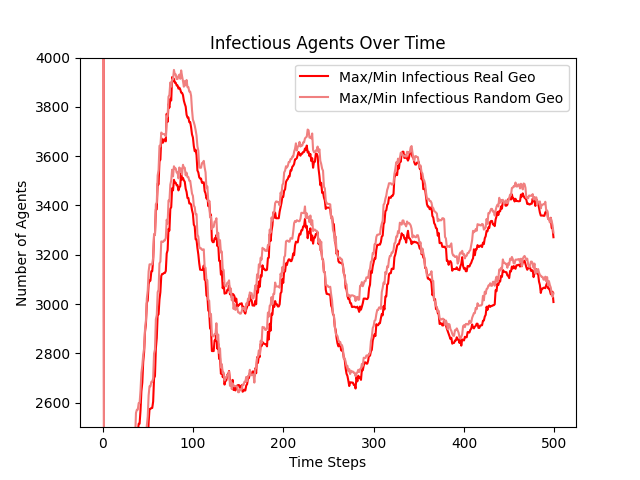 Infectious Agents Over Time
Max/Min Infectious Real Geo
Max/Min Infectious Random Geo
Number of Agents
4000
3800
3600
3400
3200
3000
2800
2600
0 100 200 300 400 500
Time Steps